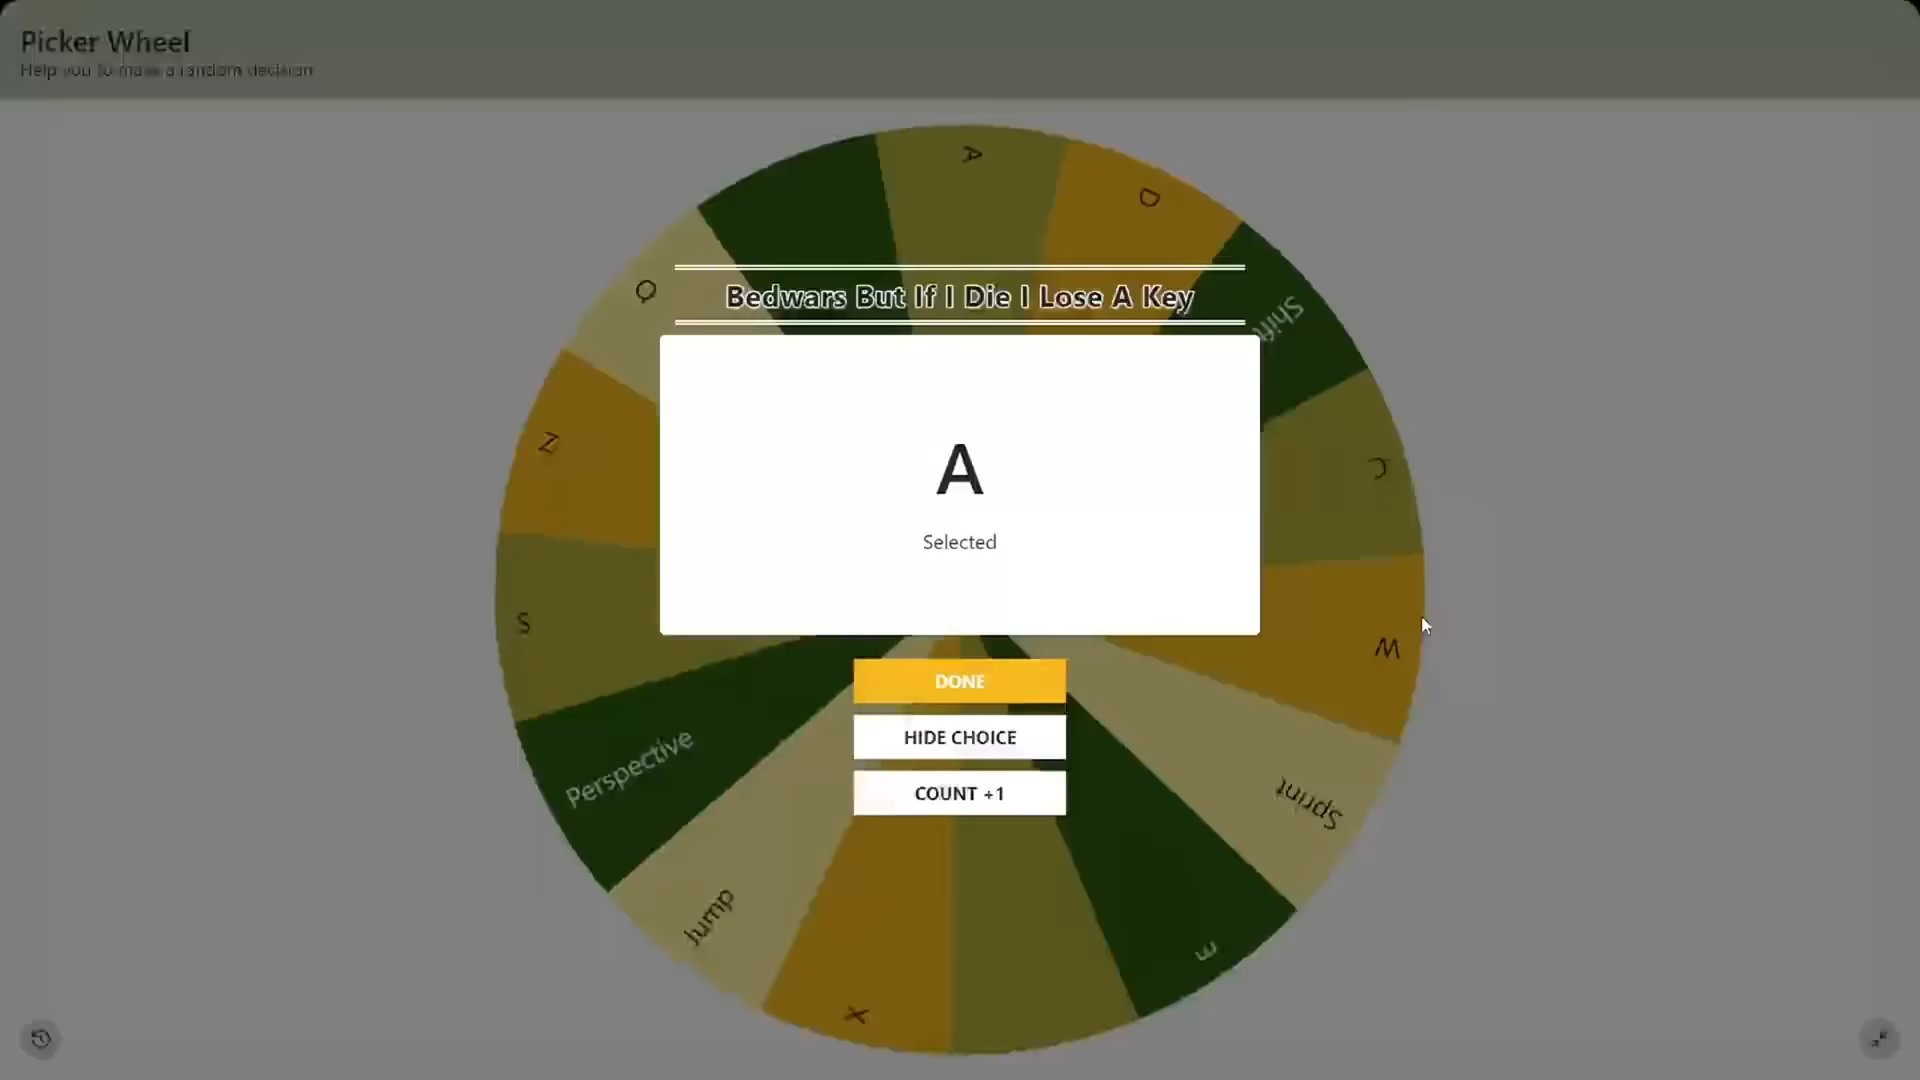 Picker Wheel
Help you to make a random decision
A
D
Q
Bedwars But If I Die I Lose A Key
Shift
Z
C
A
Selected
S
W
DONE
Perspective
HIDE CHOICE
Sprint
COUNT +1
Jump
E
X